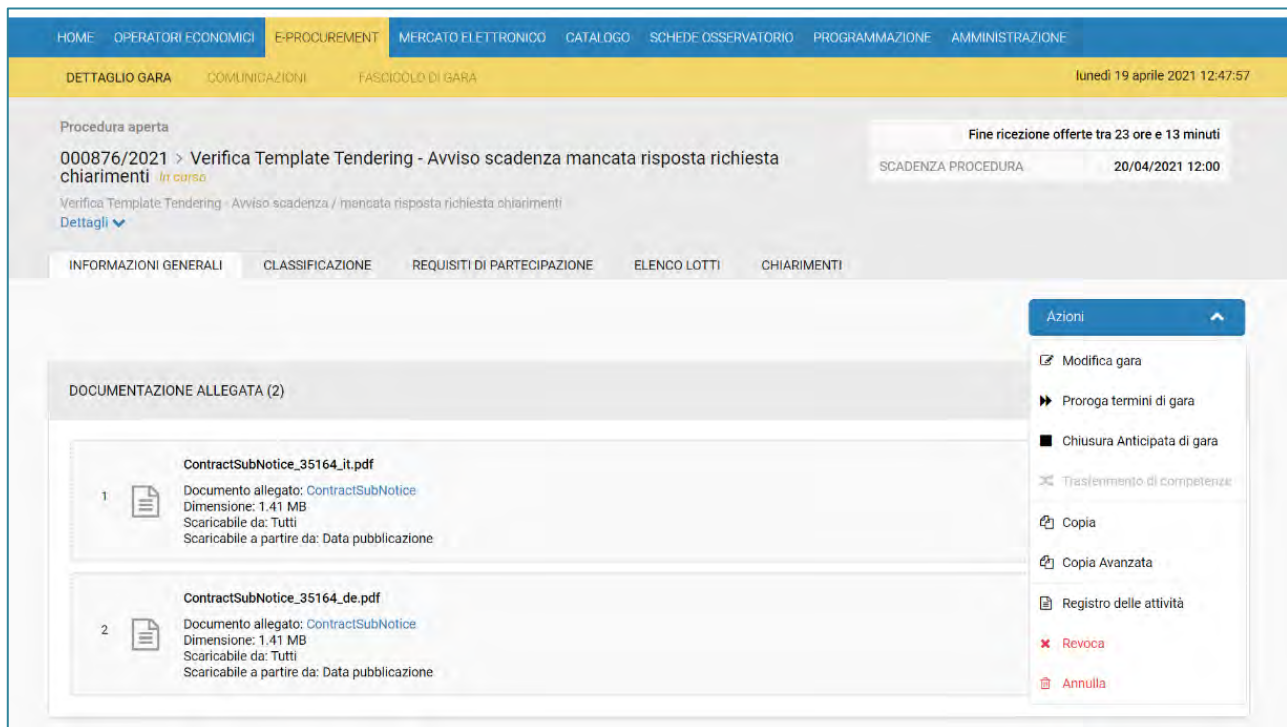 HOME OPERATORI ECONOMICI E-PROCUREMENT MERCATO ELETTRONICO CATALOGO SCHEDE OSSERVATORIO PROGRAMMAZIONE AMMINISTRAZIONE
DETTAGLIO GARA COMUNICAZIONI FASCICOLO DI GARA lunedì 19 aprile 2021 12:47:57
Procedura aperta
Fine ricezione offerte tra 23 ore e 13 minuti
000876/2021 > Verifica Template Tendering - Avviso scadenza mancata risposta richiesta
chiarimenti In corso
SCADENZA PROCEDURA 20/04/2021 12:00
Verifica Template Tendering - Avviso scadenza / mancata risposta richiesta chiarimenti
Dettagli
INFORMAZIONI GENERALI CLASSIFICAZIONE REQUISITI DI PARTECIPAZIONE ELENCO LOTTI CHIARIMENTI
Azioni
Modifica gara
Proroga termini di gara
Chiusura Anticipata di gara
Trasferimento di competenze
Copia
Copia Avanzata
Registro delle attività
Revoca
Annulla
DOCUMENTAZIONE ALLEGATA (2)
1
ContractSubNotice_35164_it.pdf
Documento allegato: ContractSubNotice
Dimensione: 1.41 MB
Scaricabile da: Tutti
Scaricabile a partire da: Data pubblicazione
2
ContractSubNotice_35164_de.pdf
Documento allegato: ContractSubNotice
Dimensione: 1.41 MB
Scaricabile da: Tutti
Scaricabile a partire da: Data pubblicazione